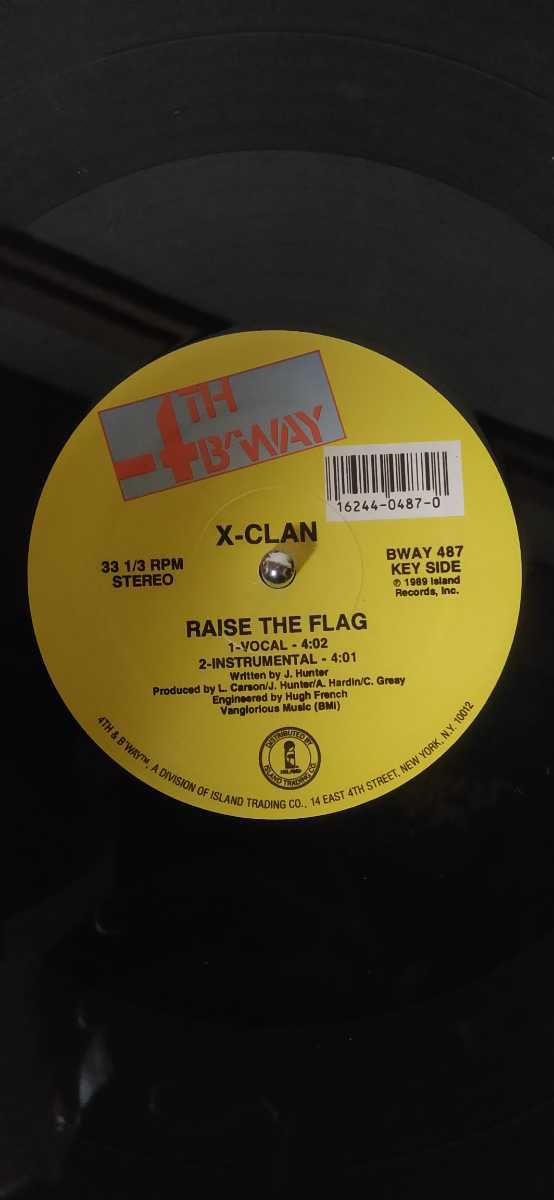 4TH
B'WAY
16244-0487-0
X-CLAN
33 1/3 RPM
STEREO
BWAY 487
KEY SIDE
℗ 1989 Island
Records, Inc.
RAISE THE FLAG
1-VOCAL - 4:02
2-INSTRUMENTAL - 4:01
Written by J. Hunter
Produced by L. Carson/J. Hunter/A. Hardin/C. Greay
Engineered by Hugh French
Vanglorious Music (BMI)
DISTRIBUTED BY
ISLAND
ISLAND TRADING CO.
4TH & B'WAY™, A DIVISION OF ISLAND TRADING CO., 14 EAST 4TH STREET, NEW YORK, N.Y. 10012